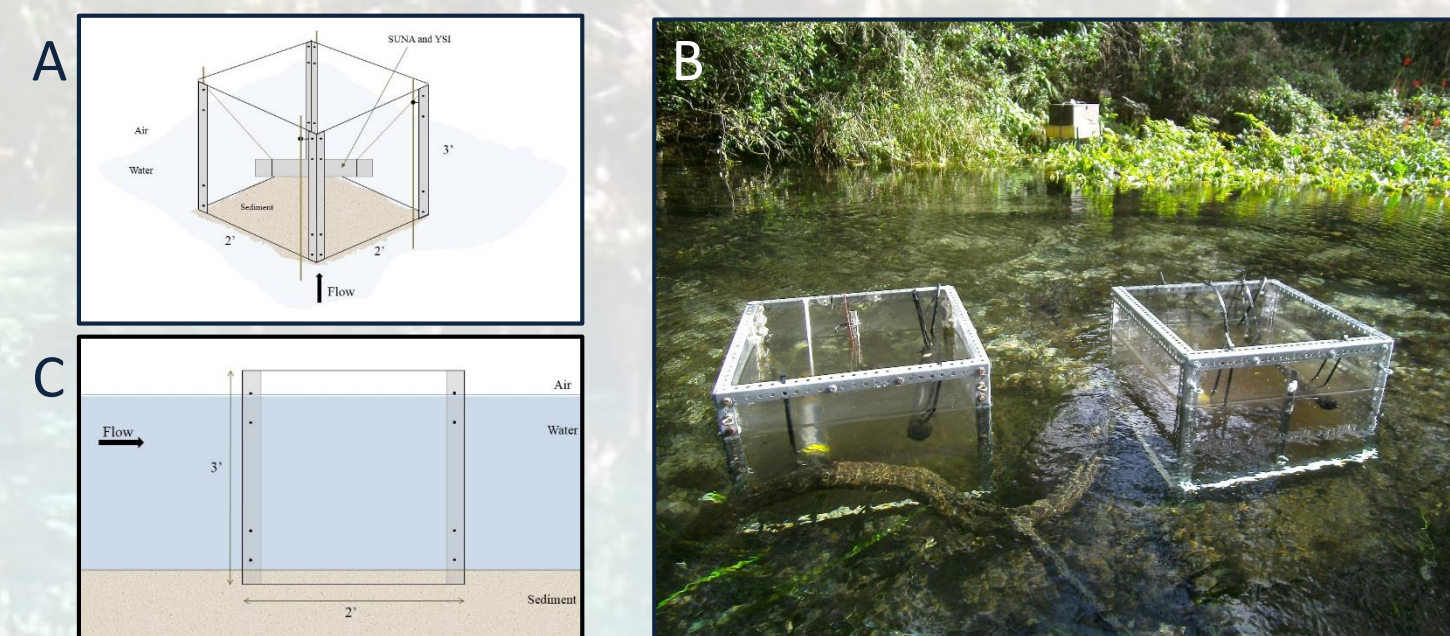 A
SUNA and YSI
Air
Water
3’
Sediment
2’
2’
Flow
B
C
Air
Flow
Water
3’
Sediment
2’